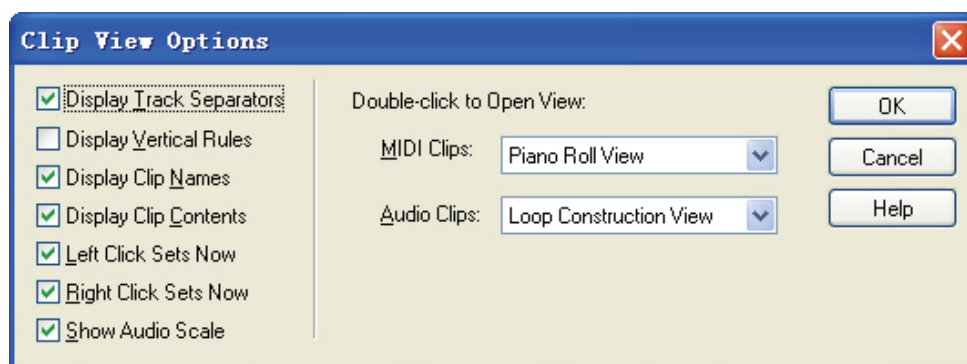 Clip View Options
Display Track Separators
Display Vertical Rules
Display Clip Names
Display Clip Contents
Left Click Sets Now
Right Click Sets Now
Show Audio Scale
Double-click to Open View:
MIDI Clips: Piano Roll View
Audio Clips: Loop Construction View
OK
Cancel
Help